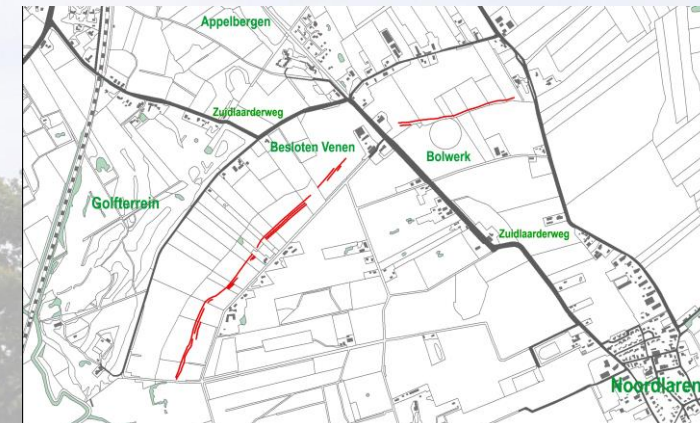 Appelbergen
Zuidlaarderweg
Besloten Venen
Bolwerk
Golfterrein
Zuidlaarderweg
Noordlaren